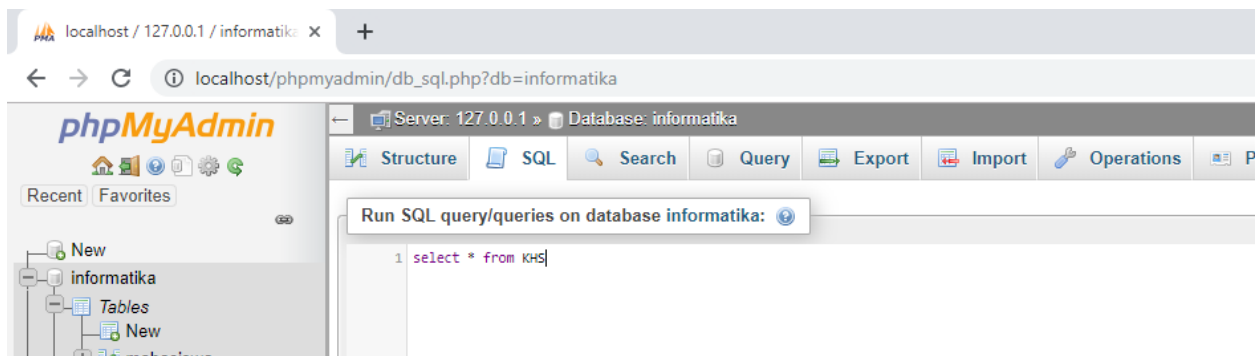 localhost / 127.0.0.1 / informatika
localhost/phpmyadmin/db_sql.php?db=informatika
phpMyAdmin
Recent Favorites
New
informatika
Tables
New
Server: 127.0.0.1 » Database: informatika
Structure SQL Search Query Export Import Operations P
Run SQL query/queries on database informatika:
1 select * from KHS